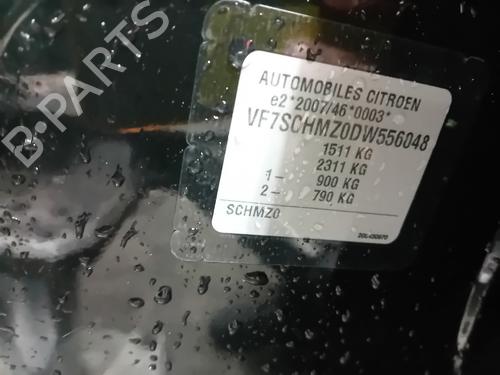 B-PARTS
AUTOMOBILES CITROEN
e2*2007/46*0003*
VF7SCHMZ0DW556048
1511 KG
2311 KG
1- 900 KG
2- 790 KG
SCHMZ0